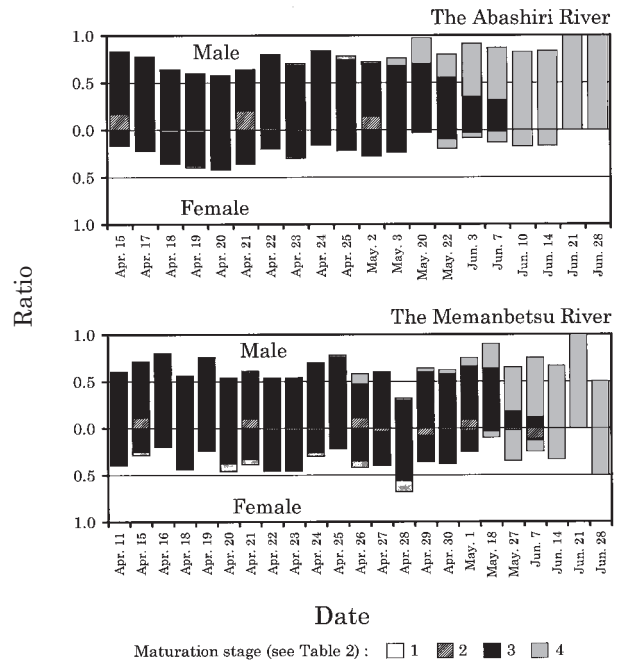 The Abashiri River
1.0
Male
0.5
0.0
0.5
Female
1.0
Apr. 15
Apr. 17
Apr. 18
Apr. 19
Apr. 20
Apr. 21
Apr. 22
Apr. 23
Apr. 24
Apr. 25
May. 2
May. 3
May. 20
May. 22
Jun. 3
Jun. 7
Jun. 10
Jun. 14
Jun. 21
Jun. 28
Ratio
The Memanbetsu River
1.0
Male
0.5
0.0
0.5
Female
1.0
Apr. 11
Apr. 15
Apr. 16
Apr. 18
Apr. 19
Apr. 20
Apr. 21
Apr. 22
Apr. 23
Apr. 24
Apr. 25
Apr. 26
Apr. 27
Apr. 28
Apr. 29
Apr. 30
May. 1
May. 18
May. 27
Jun. 7
Jun. 14
Jun. 21
Jun. 28
Date
Maturation stage (see Table 2) : 1 2 3 4